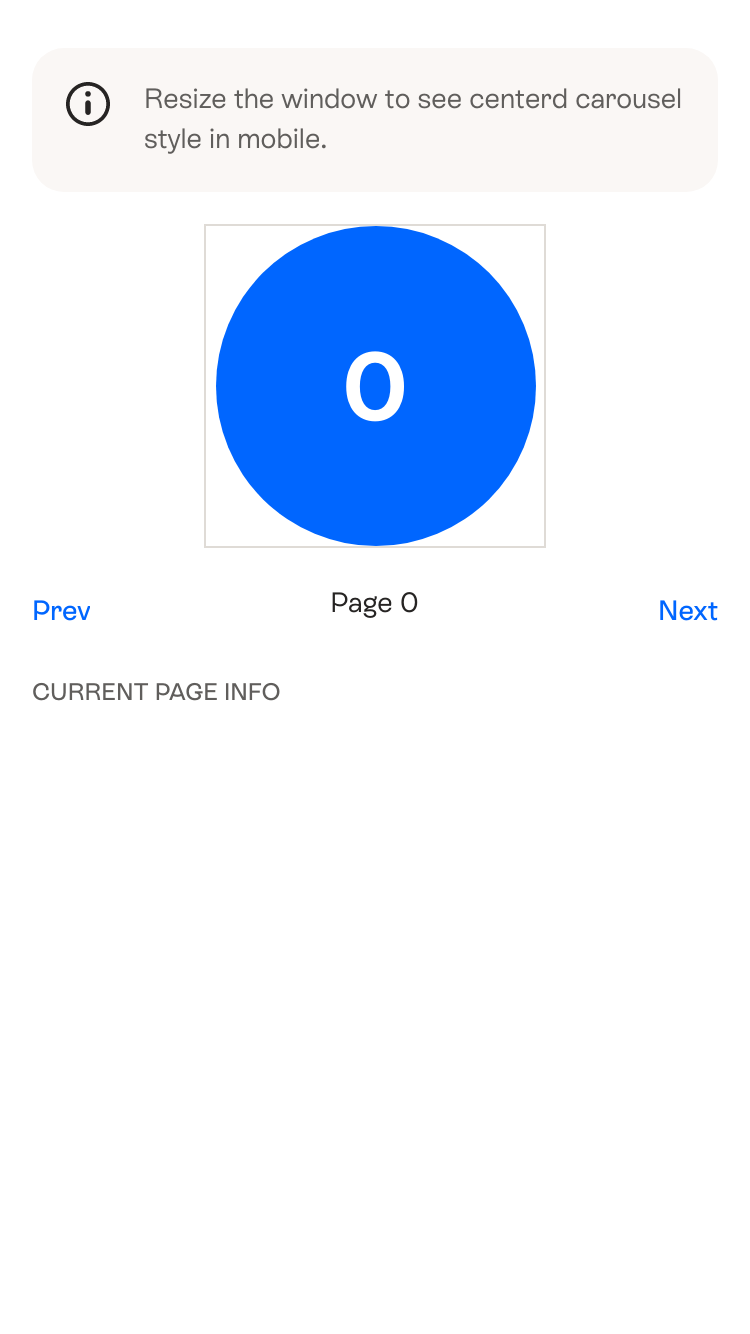 Resize the window to see centerd carousel
style in mobile.
0
Prev
Page 0
Next
CURRENT PAGE INFO